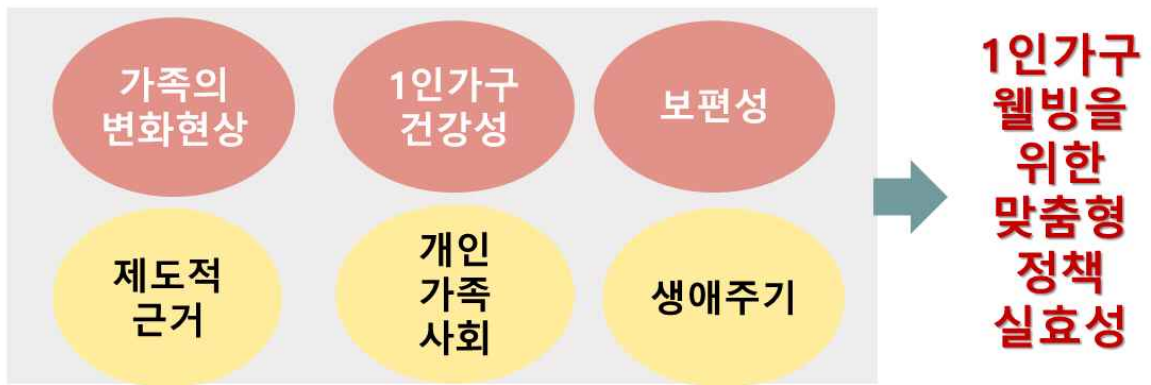 가족의
변화현상
1인가구
건강성
보편성
제도적
근거
개인
가족
사회
생애주기
1인가구
웰빙을
위한
맞춤형
정책
실효성